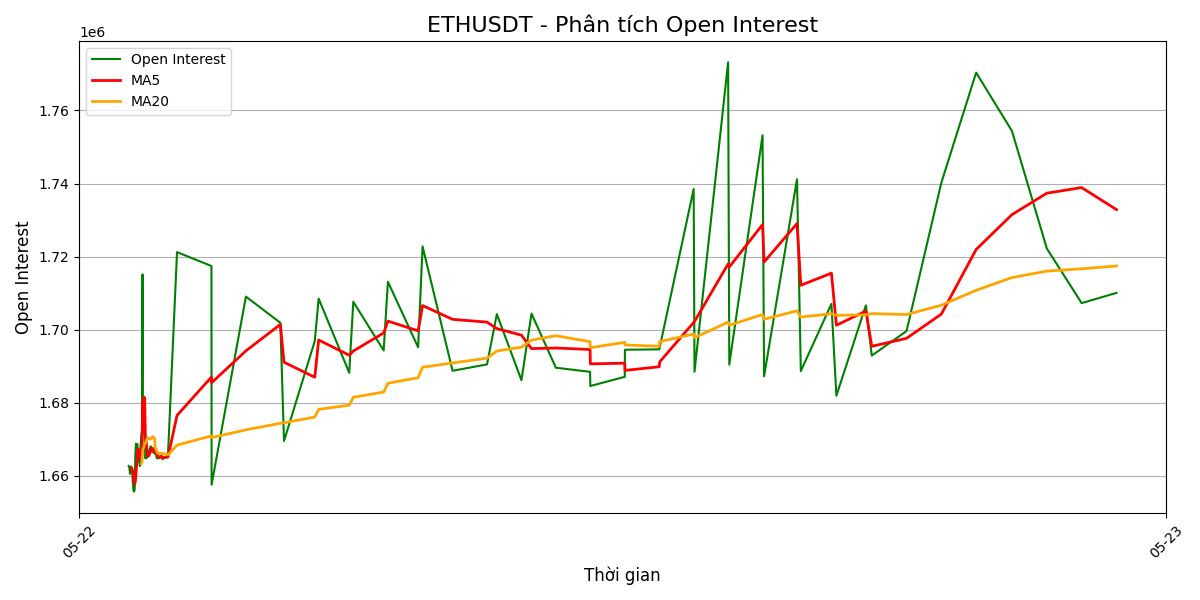 ETHUSDT - Phân tích Open Interest
1e6
Open Interest
MA5
MA20
1.76
1.74
1.72
1.70
1.68
1.66
Open Interest
05-22
05-23
Thời gian